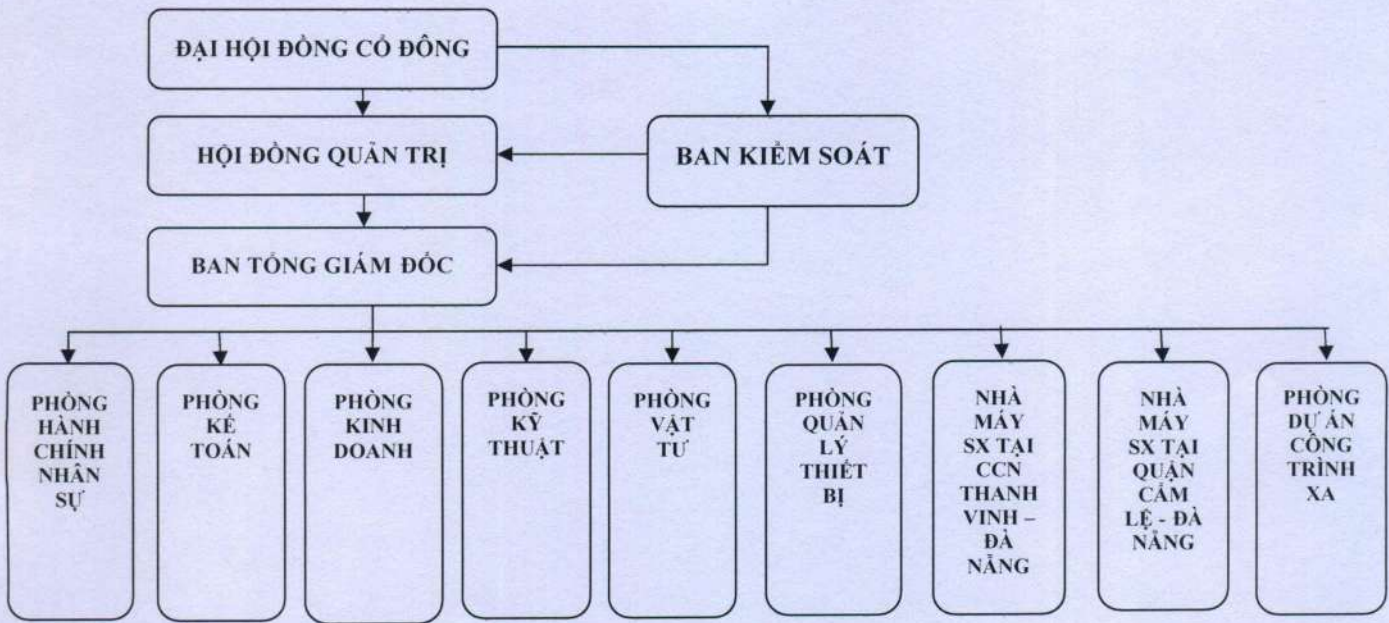 ĐẠI HỘI ĐỒNG CỔ ĐÔNG
HỘI ĐỒNG QUẢN TRỊ
BAN KIỂM SOÁT
BAN TỔNG GIÁM ĐỐC
PHÒNG
HÀNH
CHÍNH
NHÂN
SỰ
PHÒNG
KẾ
TOÁN
PHÒNG
KINH
DOANH
PHÒNG
KỸ
THUẬT
PHÒNG
VẬT
TƯ
PHÒNG
QUẢN
LÝ
THIẾT
BỊ
NHÀ
MÁY
SX TẠI
CCN
THANH
VINH –
ĐÀ
NẴNG
NHÀ
MÁY
SX TẠI
QUẬN
CẨM
LỆ - ĐÀ
NẴNG
PHÒNG
DỰ ÁN
CÔNG
TRÌNH
XA